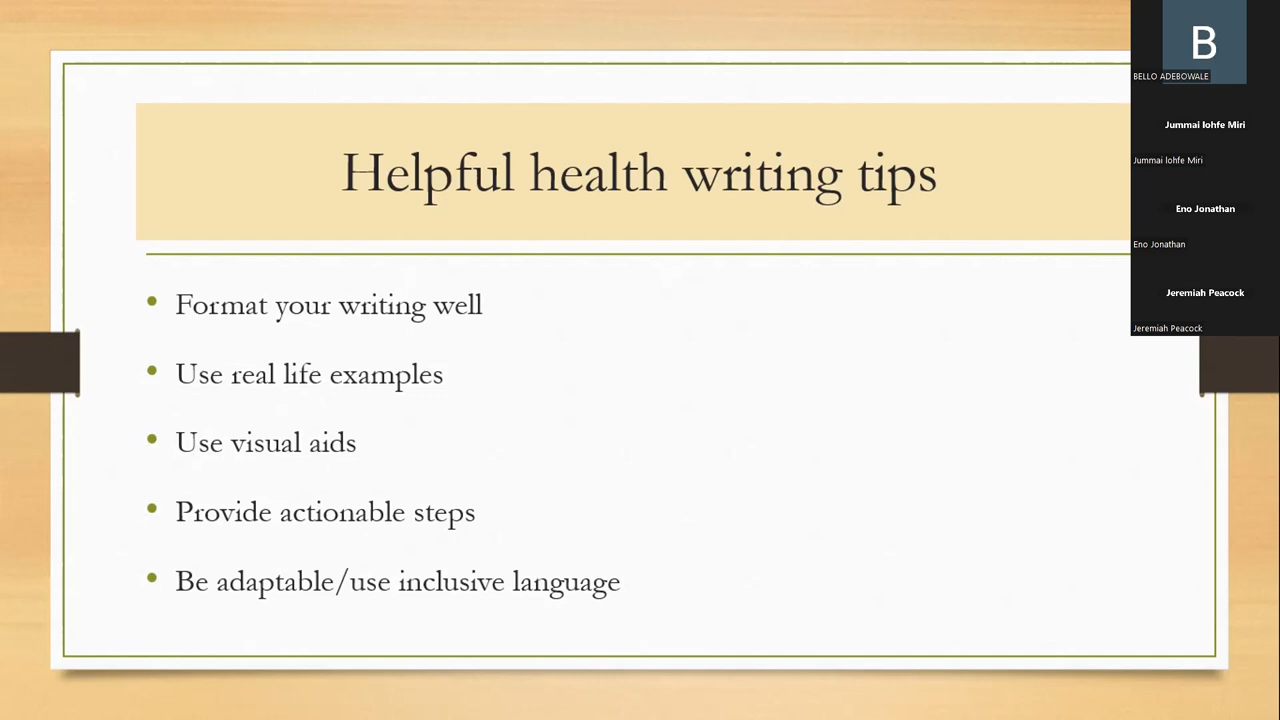 Helpful health writing tips
Format your writing well
Use real life examples
Use visual aids
Provide actionable steps
Be adaptable/use inclusive language
B
BELLO ADEBOWALE
Jummai Iohfe Miri
Jummai Iohfe Miri
Eno Jonathan
Eno Jonathan
Jeremiah Peacock
Jeremiah Peacock